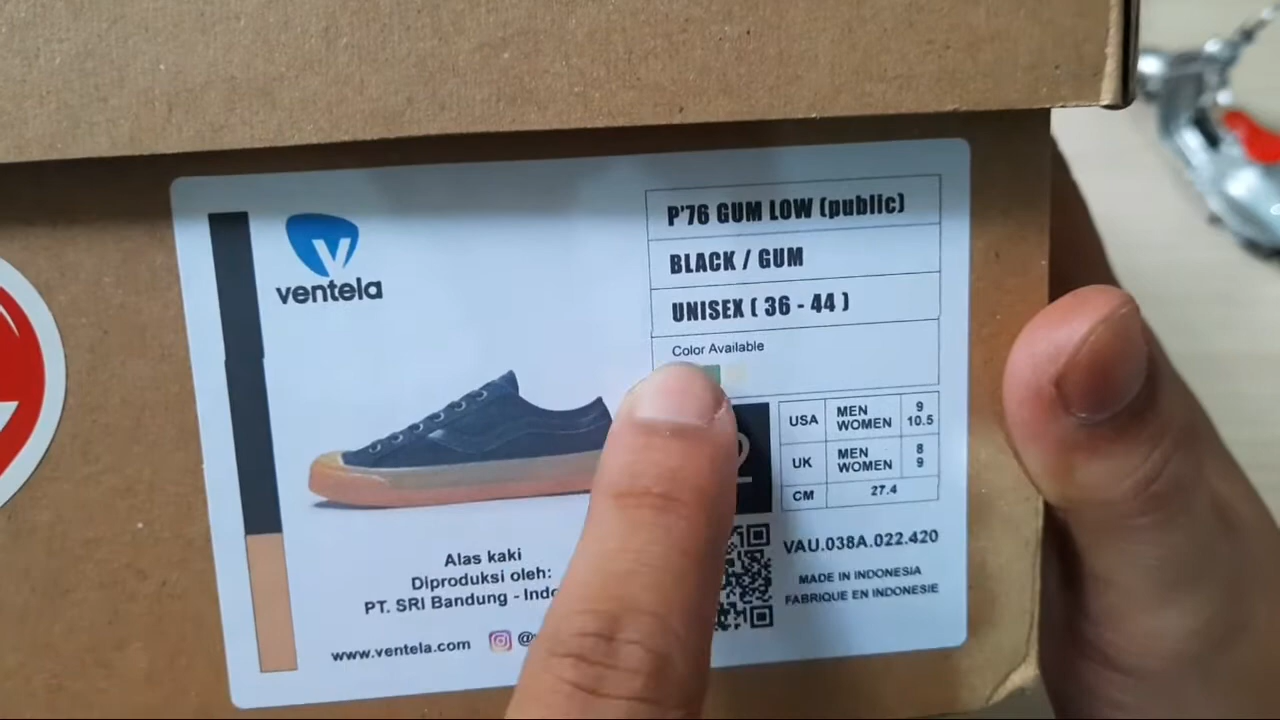 ventela
P'76 GUM LOW (public)
BLACK / GUM
UNISEX ( 36 - 44 )
Color Available
USA MEN 9
WOMEN 10.5
UK MEN 8
WOMEN 9
CM 27.4
VAU.038A.022.420
MADE IN INDONESIA
FABRIQUE EN INDONESIE
Alas kaki
Diproduksi oleh:
PT. SRI Bandung -
www.ventela.com